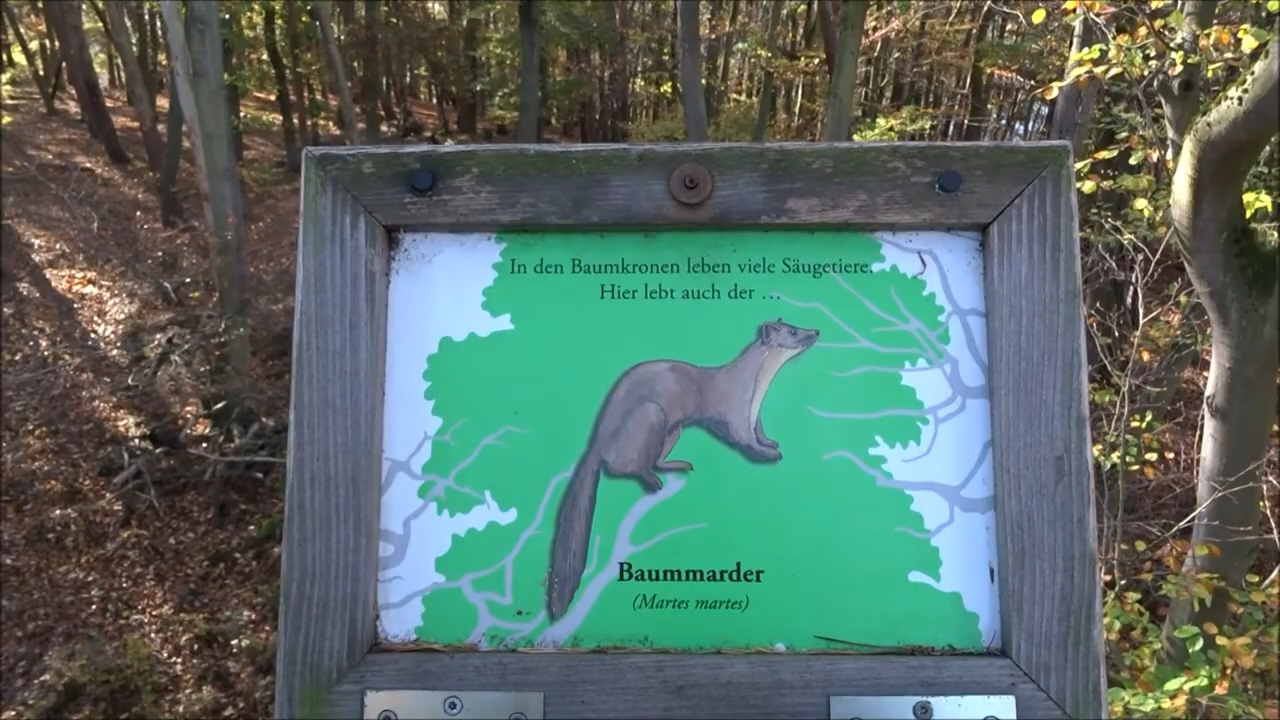 In den Baumkronen leben viele Säugetiere.
Hier lebt auch der ...
Baummarder
(Martes martes)